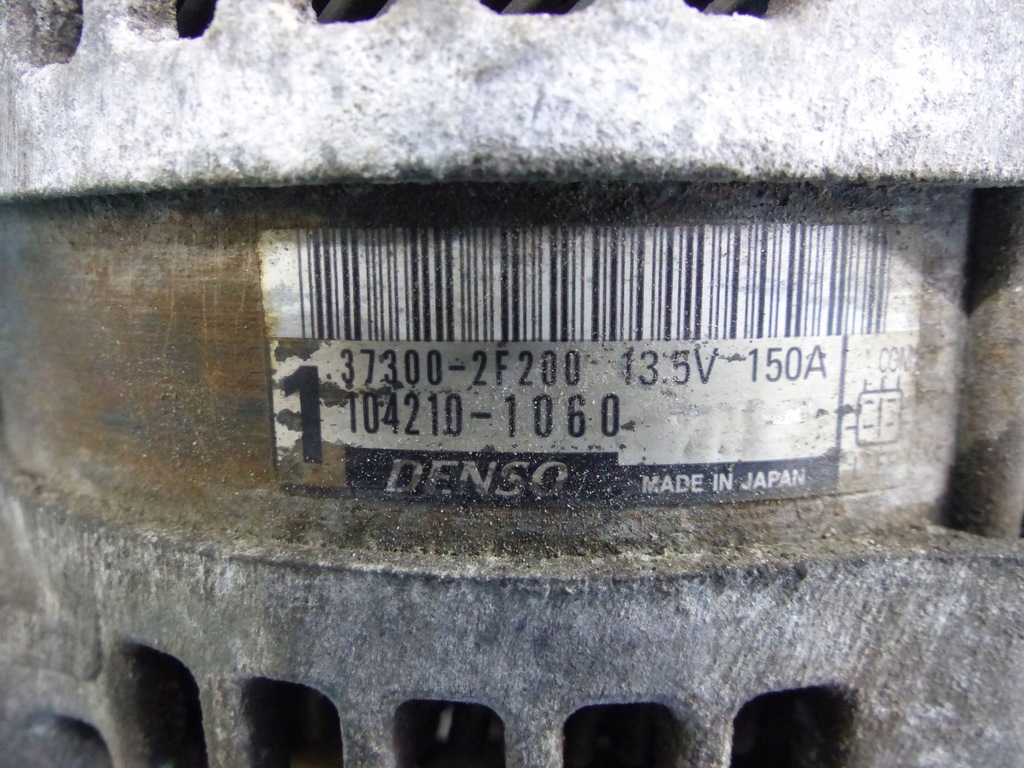 1
37300-2F200 13.5V 150A
104210-1060
DENSO MADE IN JAPAN